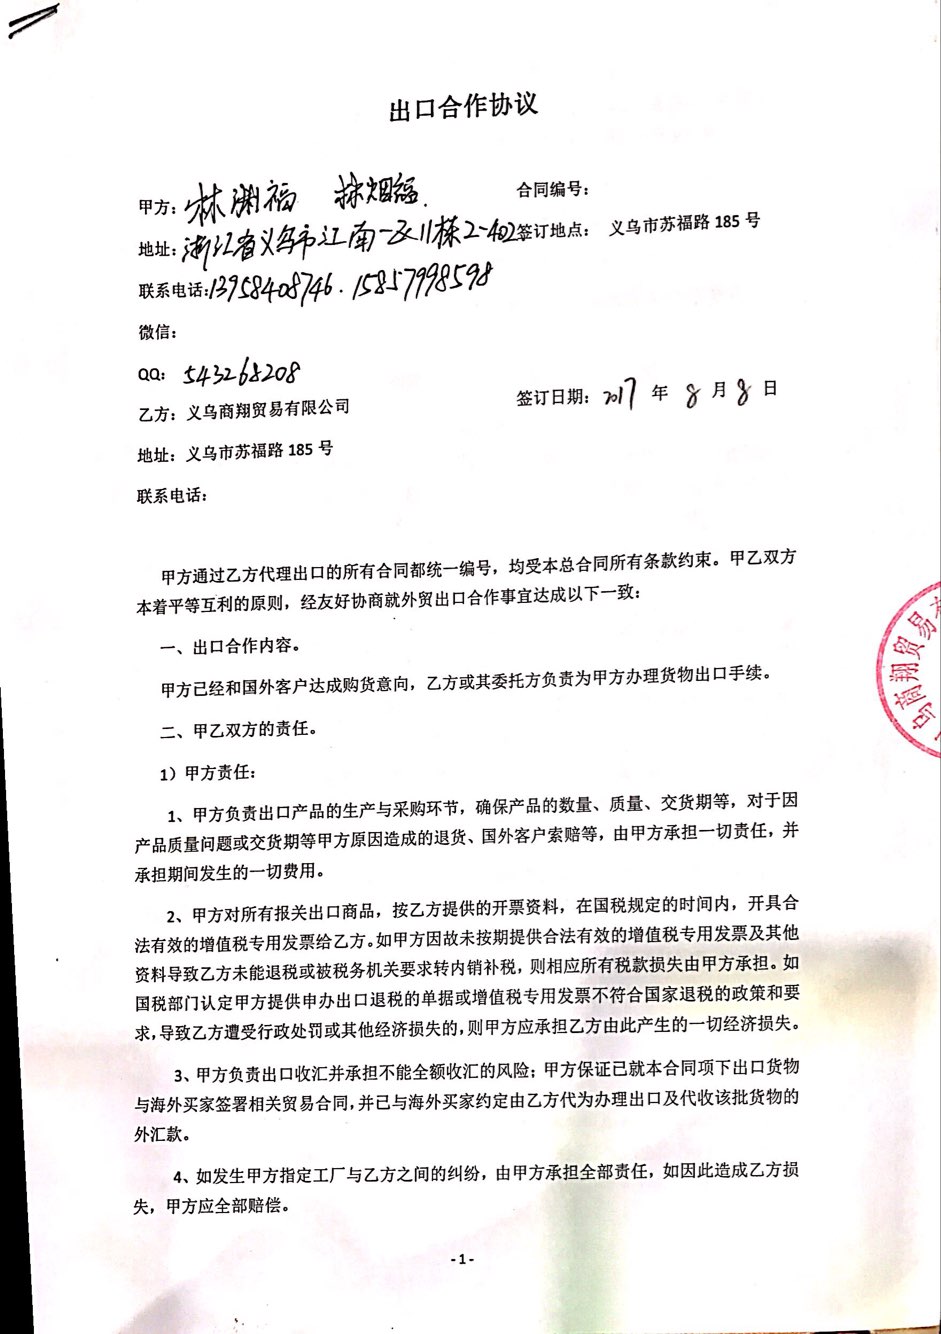 出口合作协议
甲方：林渊福 林烟福. 合同编号：
地址：浙江省义乌市江南一区11栋2-402 签订地点： 义乌市苏福路 185 号
联系电话：13958408746．15857998598
微信：
QQ： 543268208
乙方：义乌商翔贸易有限公司 签订日期：2017 年 8 月 8 日
地址：义乌市苏福路 185 号
联系电话：
甲方通过乙方代理出口的所有合同都统一编号，均受本总合同所有条款约束。甲乙双方
本着平等互利的原则，经友好协商就外贸出口合作事宜达成以下一致：
一、出口合作内容。
甲方已经和国外客户达成购货意向，乙方或其委托方负责为甲方办理货物出口手续。
二、甲乙双方的责任。
1）甲方责任：
1、甲方负责出口产品的生产与采购环节，确保产品的数量、质量、交货期等，对于因
产品质量问题或交货期等甲方原因造成的退货、国外客户索赔等，由甲方承担一切责任，并
承担期间发生的一切费用。
2、甲方对所有报关出口商品，按乙方提供的开票资料，在国税规定的时间内，开具合
法有效的增值税专用发票给乙方。如甲方因故未按期提供合法有效的增值税专用发票及其他
资料导致乙方未能退税或被税务机关要求转内销补税，则相应所有税款损失由甲方承担。如
国税部门认定甲方提供申办出口退税的单据或增值税专用发票不符合国家退税的政策和要
求，导致乙方遭受行政处罚或其他经济损失的，则甲方应承担乙方由此产生的一切经济损失。
3、甲方负责出口收汇并承担不能全额收汇的风险；甲方保证已就本合同项下出口货物
与海外买家签署相关贸易合同，并已与海外买家约定由乙方代为办理出口及代收该批货物的
外汇款。
4、如发生甲方指定工厂与乙方之间的纠纷，由甲方承担全部责任，如因此造成乙方损
失，甲方应全部赔偿。
- 1 -
乌商翔贸易